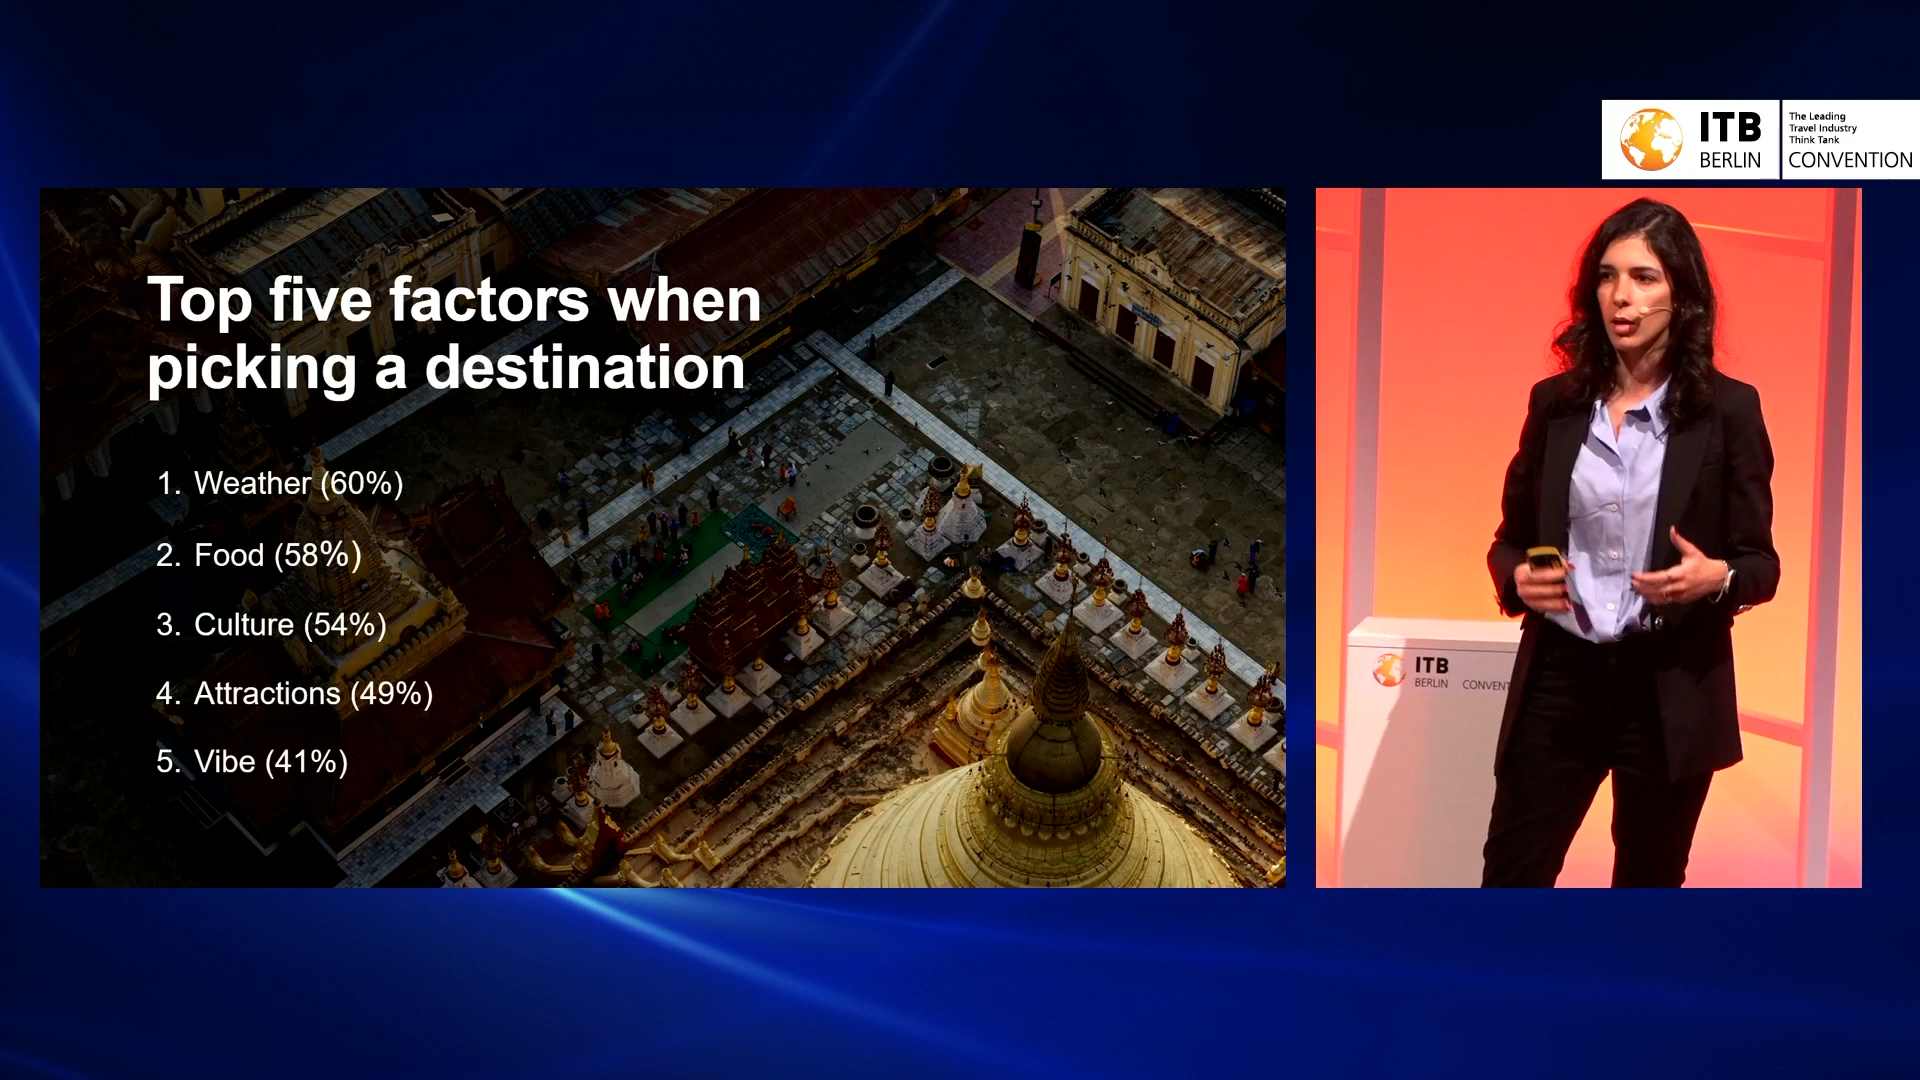 ITB
BERLIN
The Leading
Travel Industry
Think Tank
CONVENTION
Top five factors when
picking a destination
1. Weather (60%)
2. Food (58%)
3. Culture (54%)
4. Attractions (49%)
5. Vibe (41%)
ITB
BERLIN CONVENT